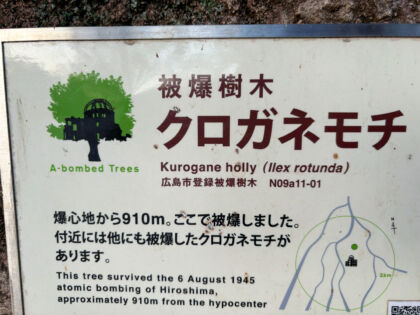 被爆樹木
クロガネモチ
A-bombed Trees
Kurogane holly (Ilex rotunda)
広島市登録被爆樹木 N09a11-01
爆心地から910m。ここで被爆しました。
付近には他にも被爆したクロガネモチが
あります。
This tree survived the 6 August 1945
atomic bombing of Hiroshima,
approximately 910m from the hypocenter
2km